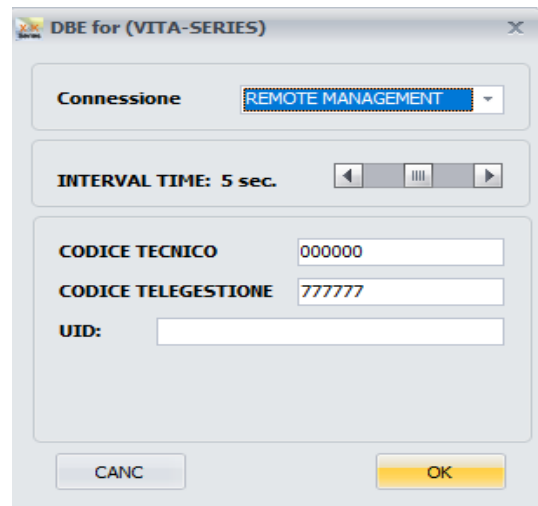 DBE for (VITA-SERIES)
Connessione REMOTE MANAGEMENT
INTERVAL TIME: 5 sec.
CODICE TECNICO 000000
CODICE TELEGESTIONE 777777
UID:
CANC OK